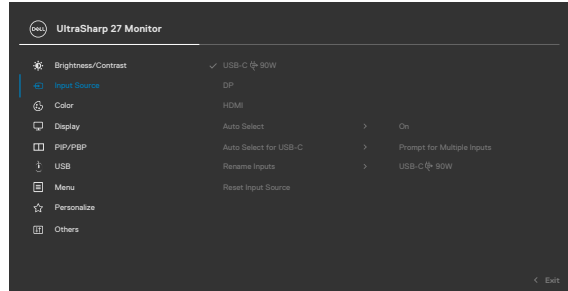 DELL UltraSharp 27 Monitor
Brightness/Contrast ✓ USB-C 90W
Input Source DP
Color HDMI
Display Auto Select > On
PIP/PBP Auto Select for USB-C > Prompt for Multiple Inputs
USB Rename Inputs > USB-C 90W
Menu Reset Input Source
Personalize
Others
< Exit